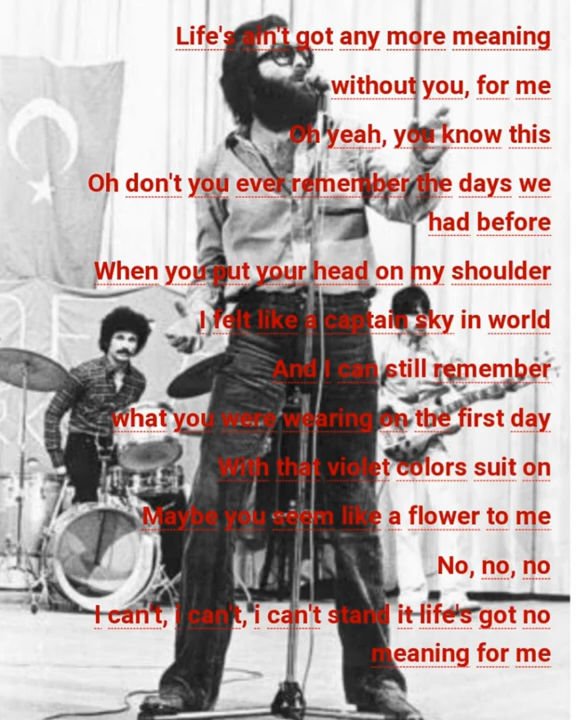 Life's ain't got any more meaning
without you, for me
Oh yeah, you know this
Oh don't you ever remember the days we
had before
When you put your head on my shoulder
I felt like a captain sky in world
And I can still remember
what you were wearing on the first day
With that violet colors suit on
Maybe you seem like a flower to me
No, no, no
I can't, i can't, i can't stand it life's got no
meaning for me